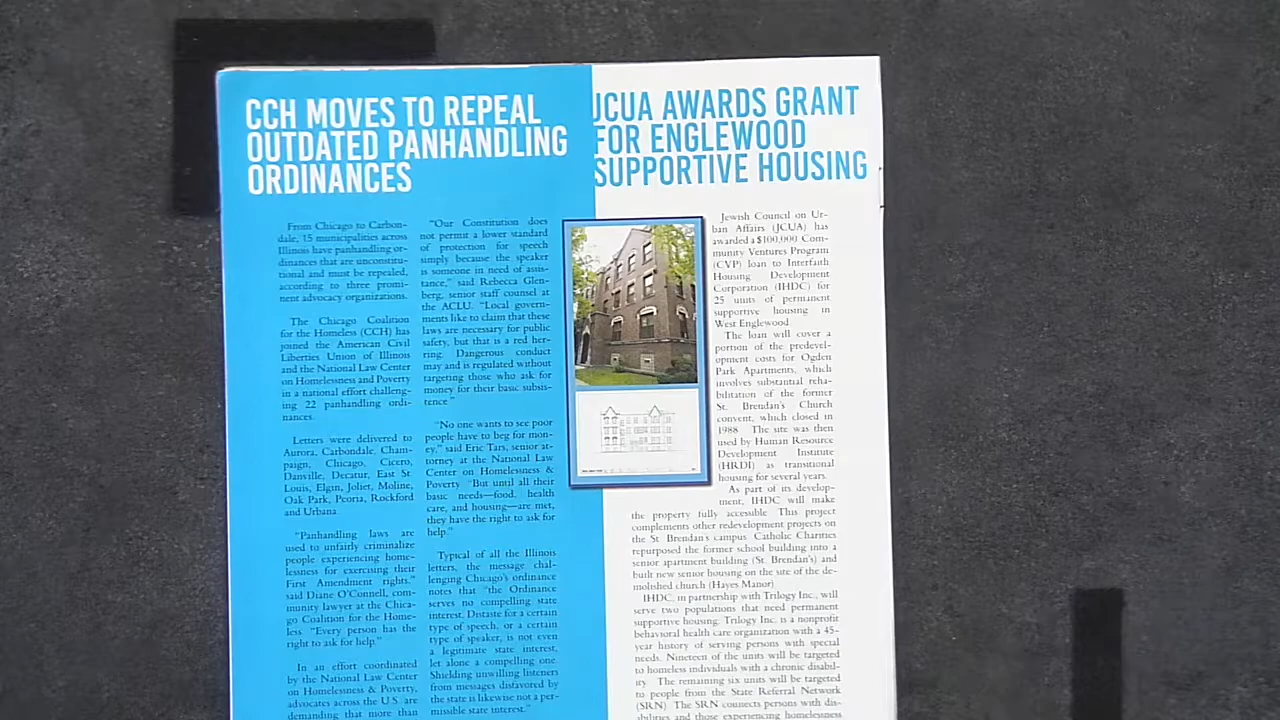 CCH MOVES TO REPEAL
OUTDATED PANHANDLING
ORDINANCES
From Chicago to Carbon-
dale, 15 municipalities across
Illinois have panhandling or-
dinances that are unconstitu-
tional and must be repealed,
according to three promi-
nent advocacy organizations.
The Chicago Coalition
for the Homeless (CCH) has
joined the American Civil
Liberties Union of Illinois
and the National Law Center
on Homelessness and Poverty
in a national effort challeng-
ing 22 panhandling ordi-
nances.
Letters were delivered to
Aurora, Carbondale, Cham-
paign, Chicago, Cicero,
Danville, Decatur, East St.
Louis, Elgin, Joliet, Moline,
Oak Park, Peoria, Rockford
and Urbana.
"Panhandling laws are
used to unfairly criminalize
people experiencing home-
lessness for exercising their
First Amendment rights."
said Diane O'Connell, com-
munity lawyer at the Chica-
go Coalition for the Home-
less. "Every person has the
right to ask for help."
In an effort coordinated
by the National Law Center
on Homelessness & Poverty,
advocates across the U.S. are
demanding that more than
"Our Constitution does
not permit a lower standard
of protection for speech
simply because the speaker
is someone in need of assis-
tance," said Rebecca Glen-
berg, senior staff counsel at
the ACLU. "Local govern-
ments like to claim that these
laws are necessary for public
safety, but that is a red her-
ring. Dangerous conduct
may and is regulated without
targeting those who ask for
money for their basic subsis-
tence."
"No one wants to see poor
people have to beg for mon-
ey," said Eric Tars, senior at-
torney at the National Law
Center on Homelessness &
Poverty. "But until all their
basic needs—food, health
care, and housing—are met,
they have the right to ask for
help."
Typical of all the Illinois
letters, the message chal-
lenging Chicago's ordinance
notes that "the Ordinance
serves no compelling state
interest. Distaste for a certain
type of speech, or a certain
type of speaker, is not even
a legitimate state interest,
let alone a compelling one.
Shielding unwilling listeners
from messages disfavored by
the state is likewise not a per-
missible state interest."
JCUA AWARDS GRANT
FOR ENGLEWOOD
SUPPORTIVE HOUSING
Jewish Council on Ur-
ban Affairs (JCUA) has
awarded a $100,000 Com-
munity Ventures Program
(CVP) loan to Interfaith
Housing Development
Corporation (IHDC) for
25 units of permanent
supportive housing in
West Englewood.
The loan will cover a
portion of the predevel-
opment costs for Ogden
Park Apartments, which
involves substantial reha-
bilitation of the former
St. Brendan's Church
convent, which closed in
1988. The site was then
used by Human Resource
Development Institute
(HRDI) as transitional
housing for several years.
As part of its develop-
ment, IHDC will make
the property fully accessible. This project
complements other redevelopment projects on
the St. Brendan's campus. Catholic Charities
repurposed the former school building into a
senior apartment building (St. Brendan's) and
built new senior housing on the site of the de-
molished church (Hayes Manor).
IHDC, in partnership with Trilogy Inc., will
serve two populations that need permanent
supportive housing. Trilogy Inc. is a nonprofit
behavioral health care organization with a 45-
year history of serving persons with special
needs. Nineteen of the units will be targeted
to homeless individuals with a chronic disabil-
ity. The remaining six units will be targeted
to people from the State Referral Network
(SRN). The SRN connects persons with dis-
abilities and those experiencing homelessness